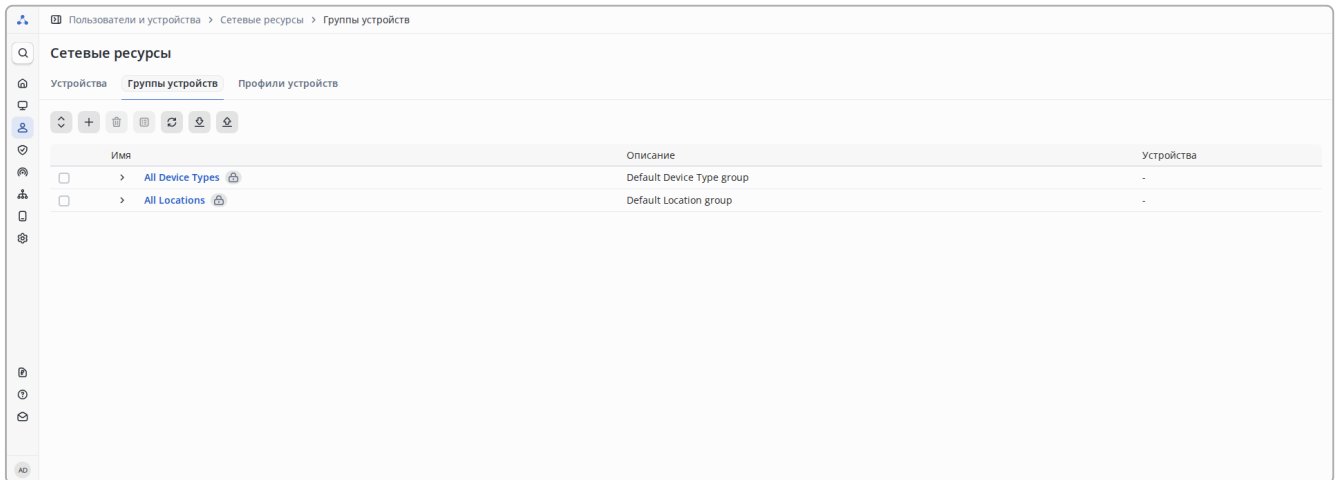 Пользователи и устройства > Сетевые ресурсы > Группы устройств
Сетевые ресурсы
Устройства Группы устройств Профили устройств
Имя Описание Устройства
All Device Types Default Device Type group -
All Locations Default Location group -
AD